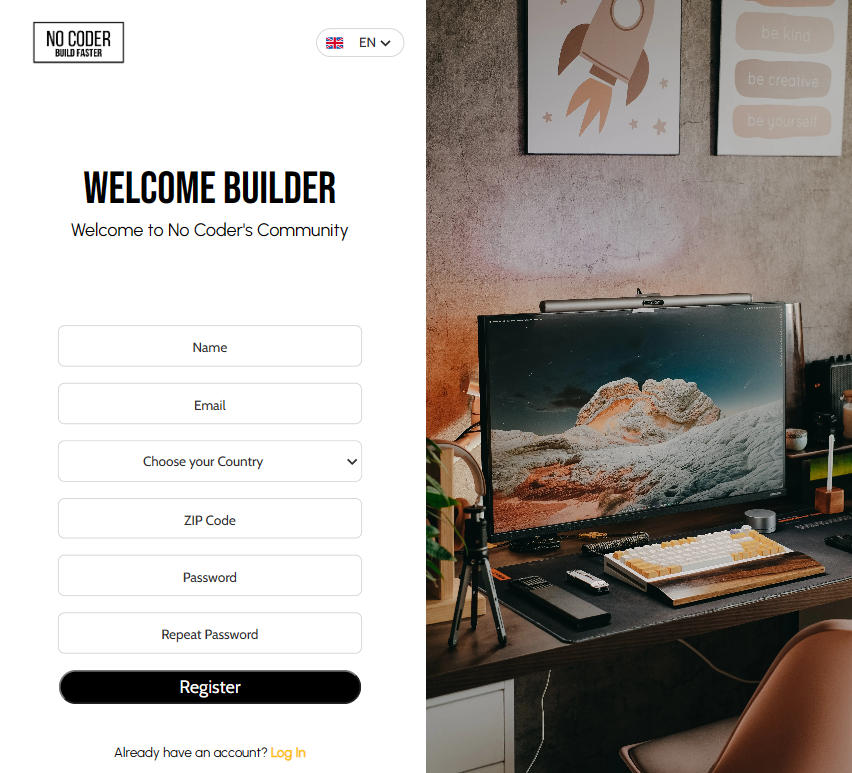 NO CODER
BUILD FASTER
EN
WELCOME BUILDER
Welcome to No Coder's Community
Name
Email
Choose your Country
ZIP Code
Password
Repeat Password
Register
Already have an account? Log In
be kind
be creative
be yourself